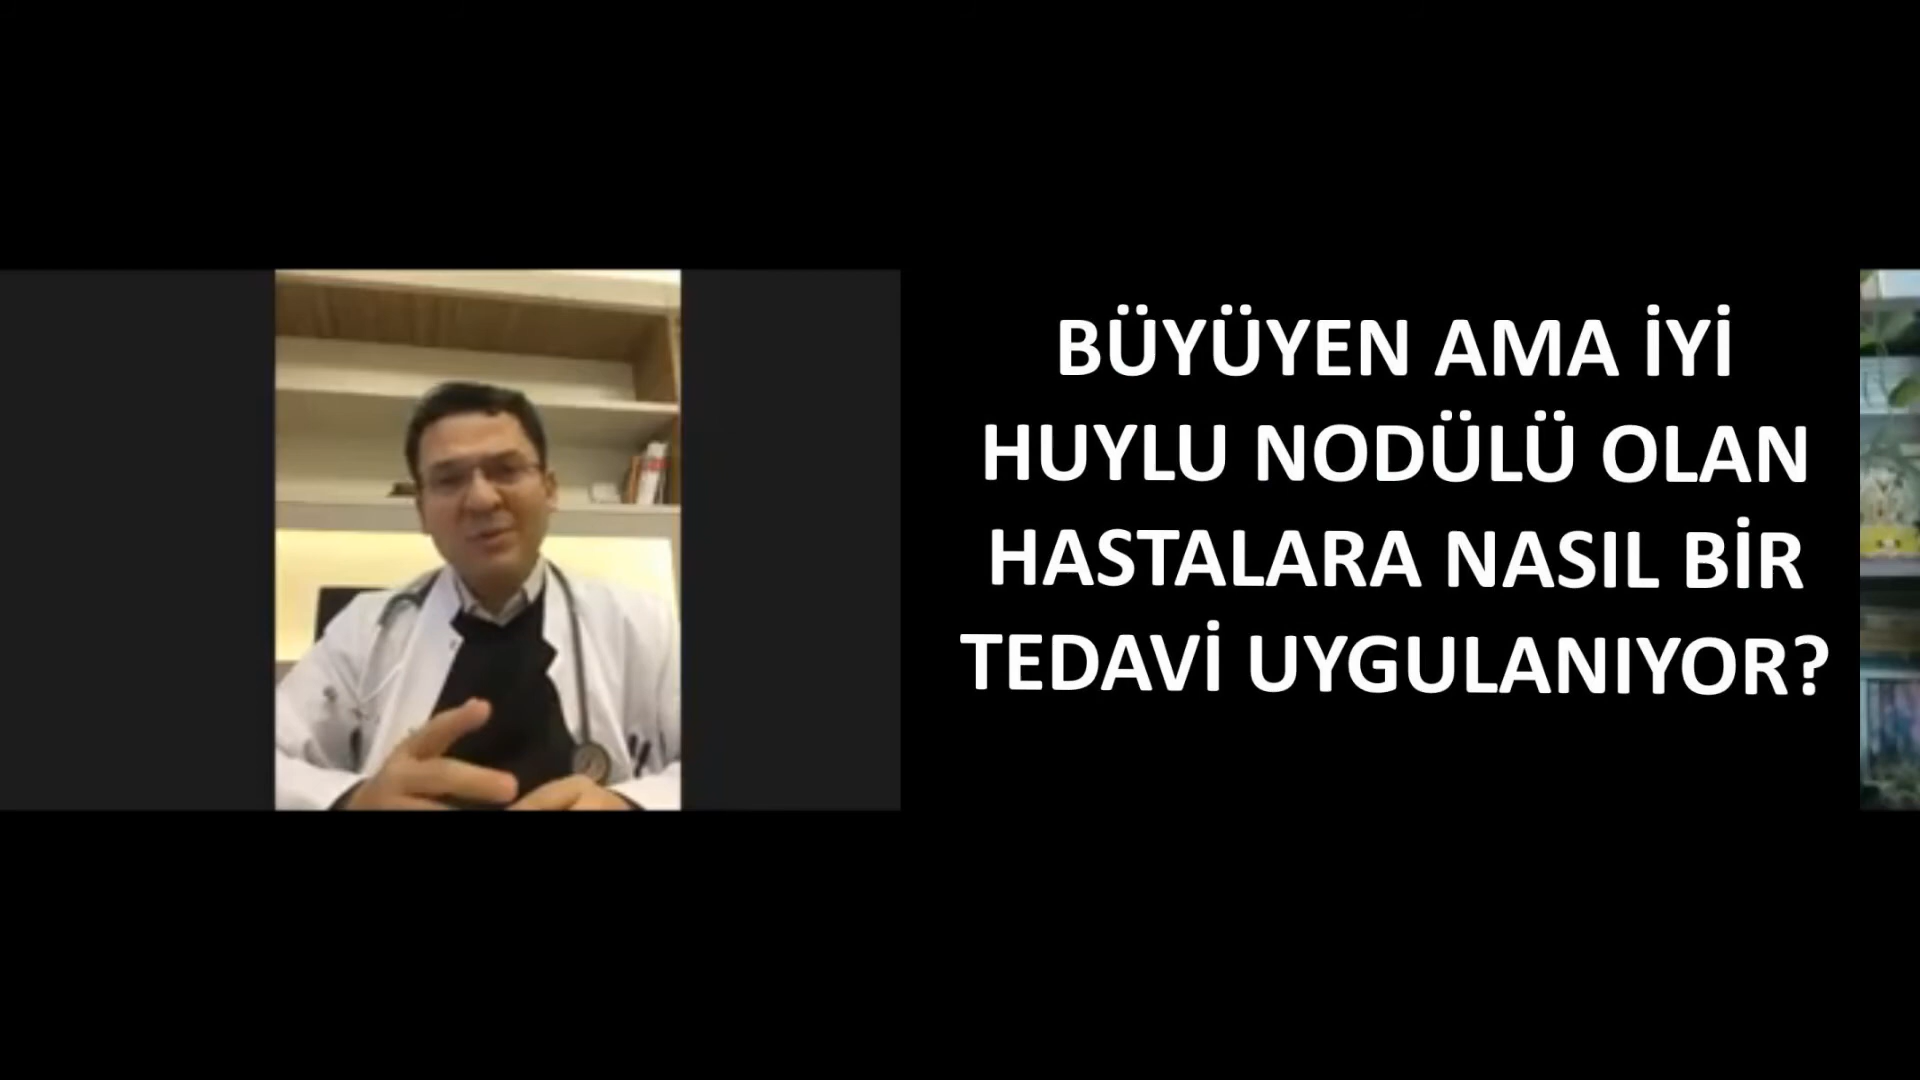 BÜYÜYEN AMA İYİ
HUYLU NODÜLÜ OLAN
HASTALARA NASIL BİR
TEDAVİ UYGULANIYOR?